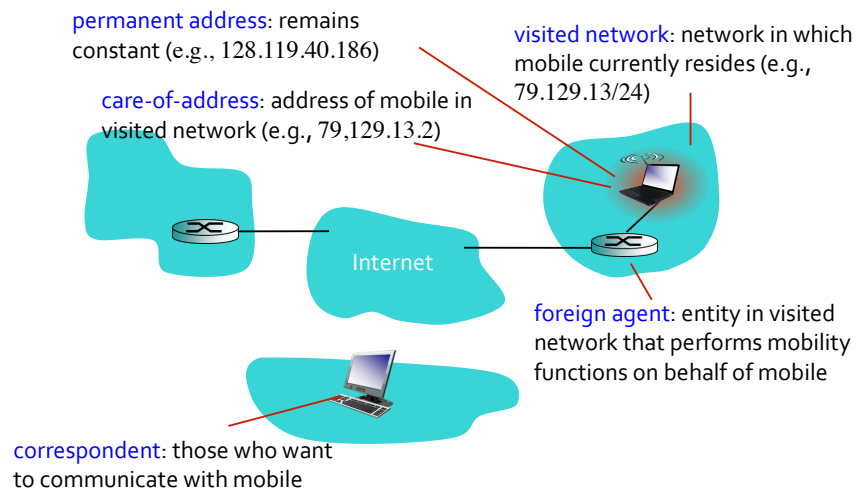 permanent address: remains
constant (e.g., 128.119.40.186)
visited network: network in which
mobile currently resides (e.g.,
79.129.13/24)
care-of-address: address of mobile in
visited network (e.g., 79,129.13.2)
Internet
foreign agent: entity in visited
network that performs mobility
functions on behalf of mobile
correspondent: those who want
to communicate with mobile